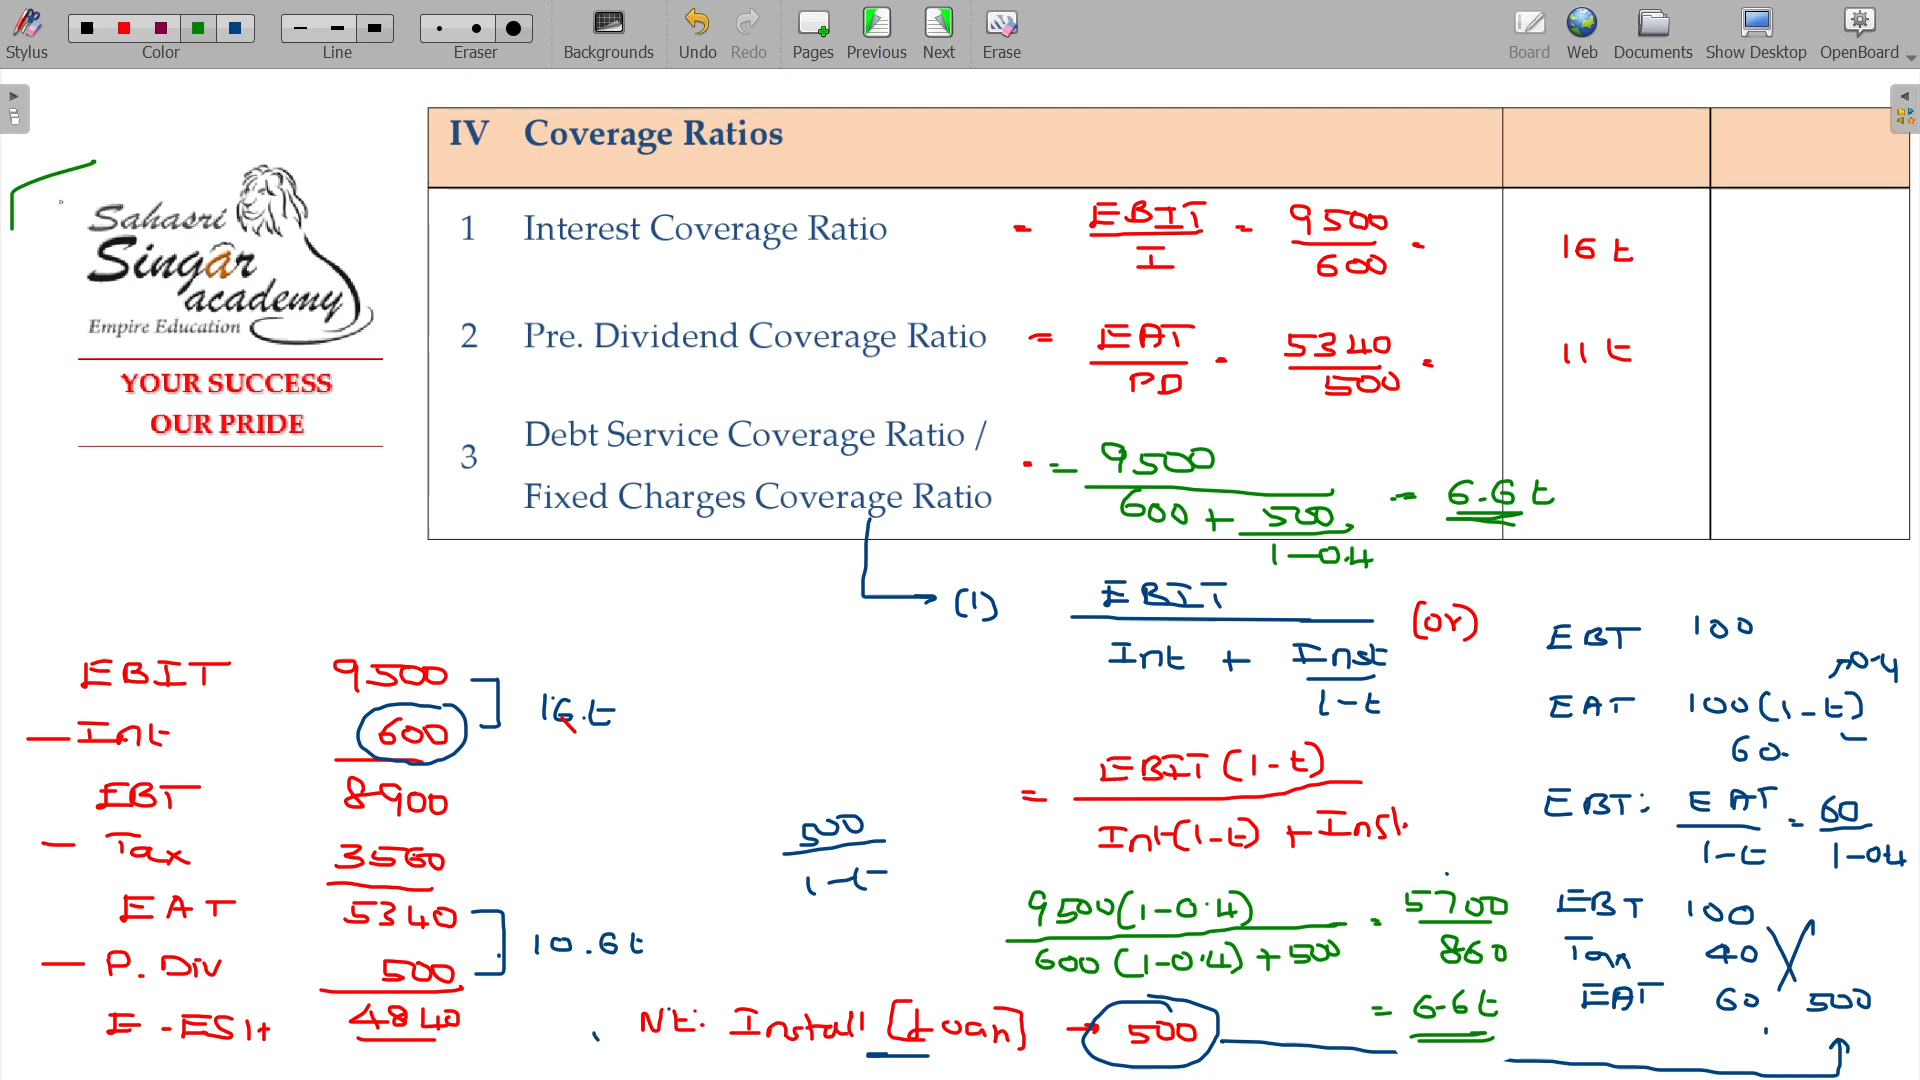 Stylus Color Line Eraser Backgrounds Undo Redo Pages Previous Next Erase Board Web Documents Show Desktop OpenBoard
Sahasri
Singar
academy
Empire Education
YOUR SUCCESS
OUR PRIDE
IV Coverage Ratios
1 Interest Coverage Ratio = EBIT / I = 9500 / 600 = 16 t
2 Pre. Dividend Coverage Ratio = EAT / PD = 5340 / 500 = 11 t
3 Debt Service Coverage Ratio /
Fixed Charges Coverage Ratio = 9500 / 600 + 500 / 1-0.4 = 6.6 t
(1) EBIT / Int + Inst / 1-t (or)
= EBIT (1-t) / Int (1-t) + Inst.
9500 (1-0.4) / 600 (1-0.4) + 500 = 5700 / 860
= 6.6 t
EBIT 9500
- Int 600
16.t
EBT 8900
- Tax 3560
EAT 5340
- P. Div 500
10.6 t
E - ESH 4840
500 / 1-t
Nt: Install [Loan] → 500
EBT 100
0.4
EAT 100 (1-t)
60
EBT: EAT / 1-t = 60 / 1-04
EBT 100
Tax 40
EAT 60 500